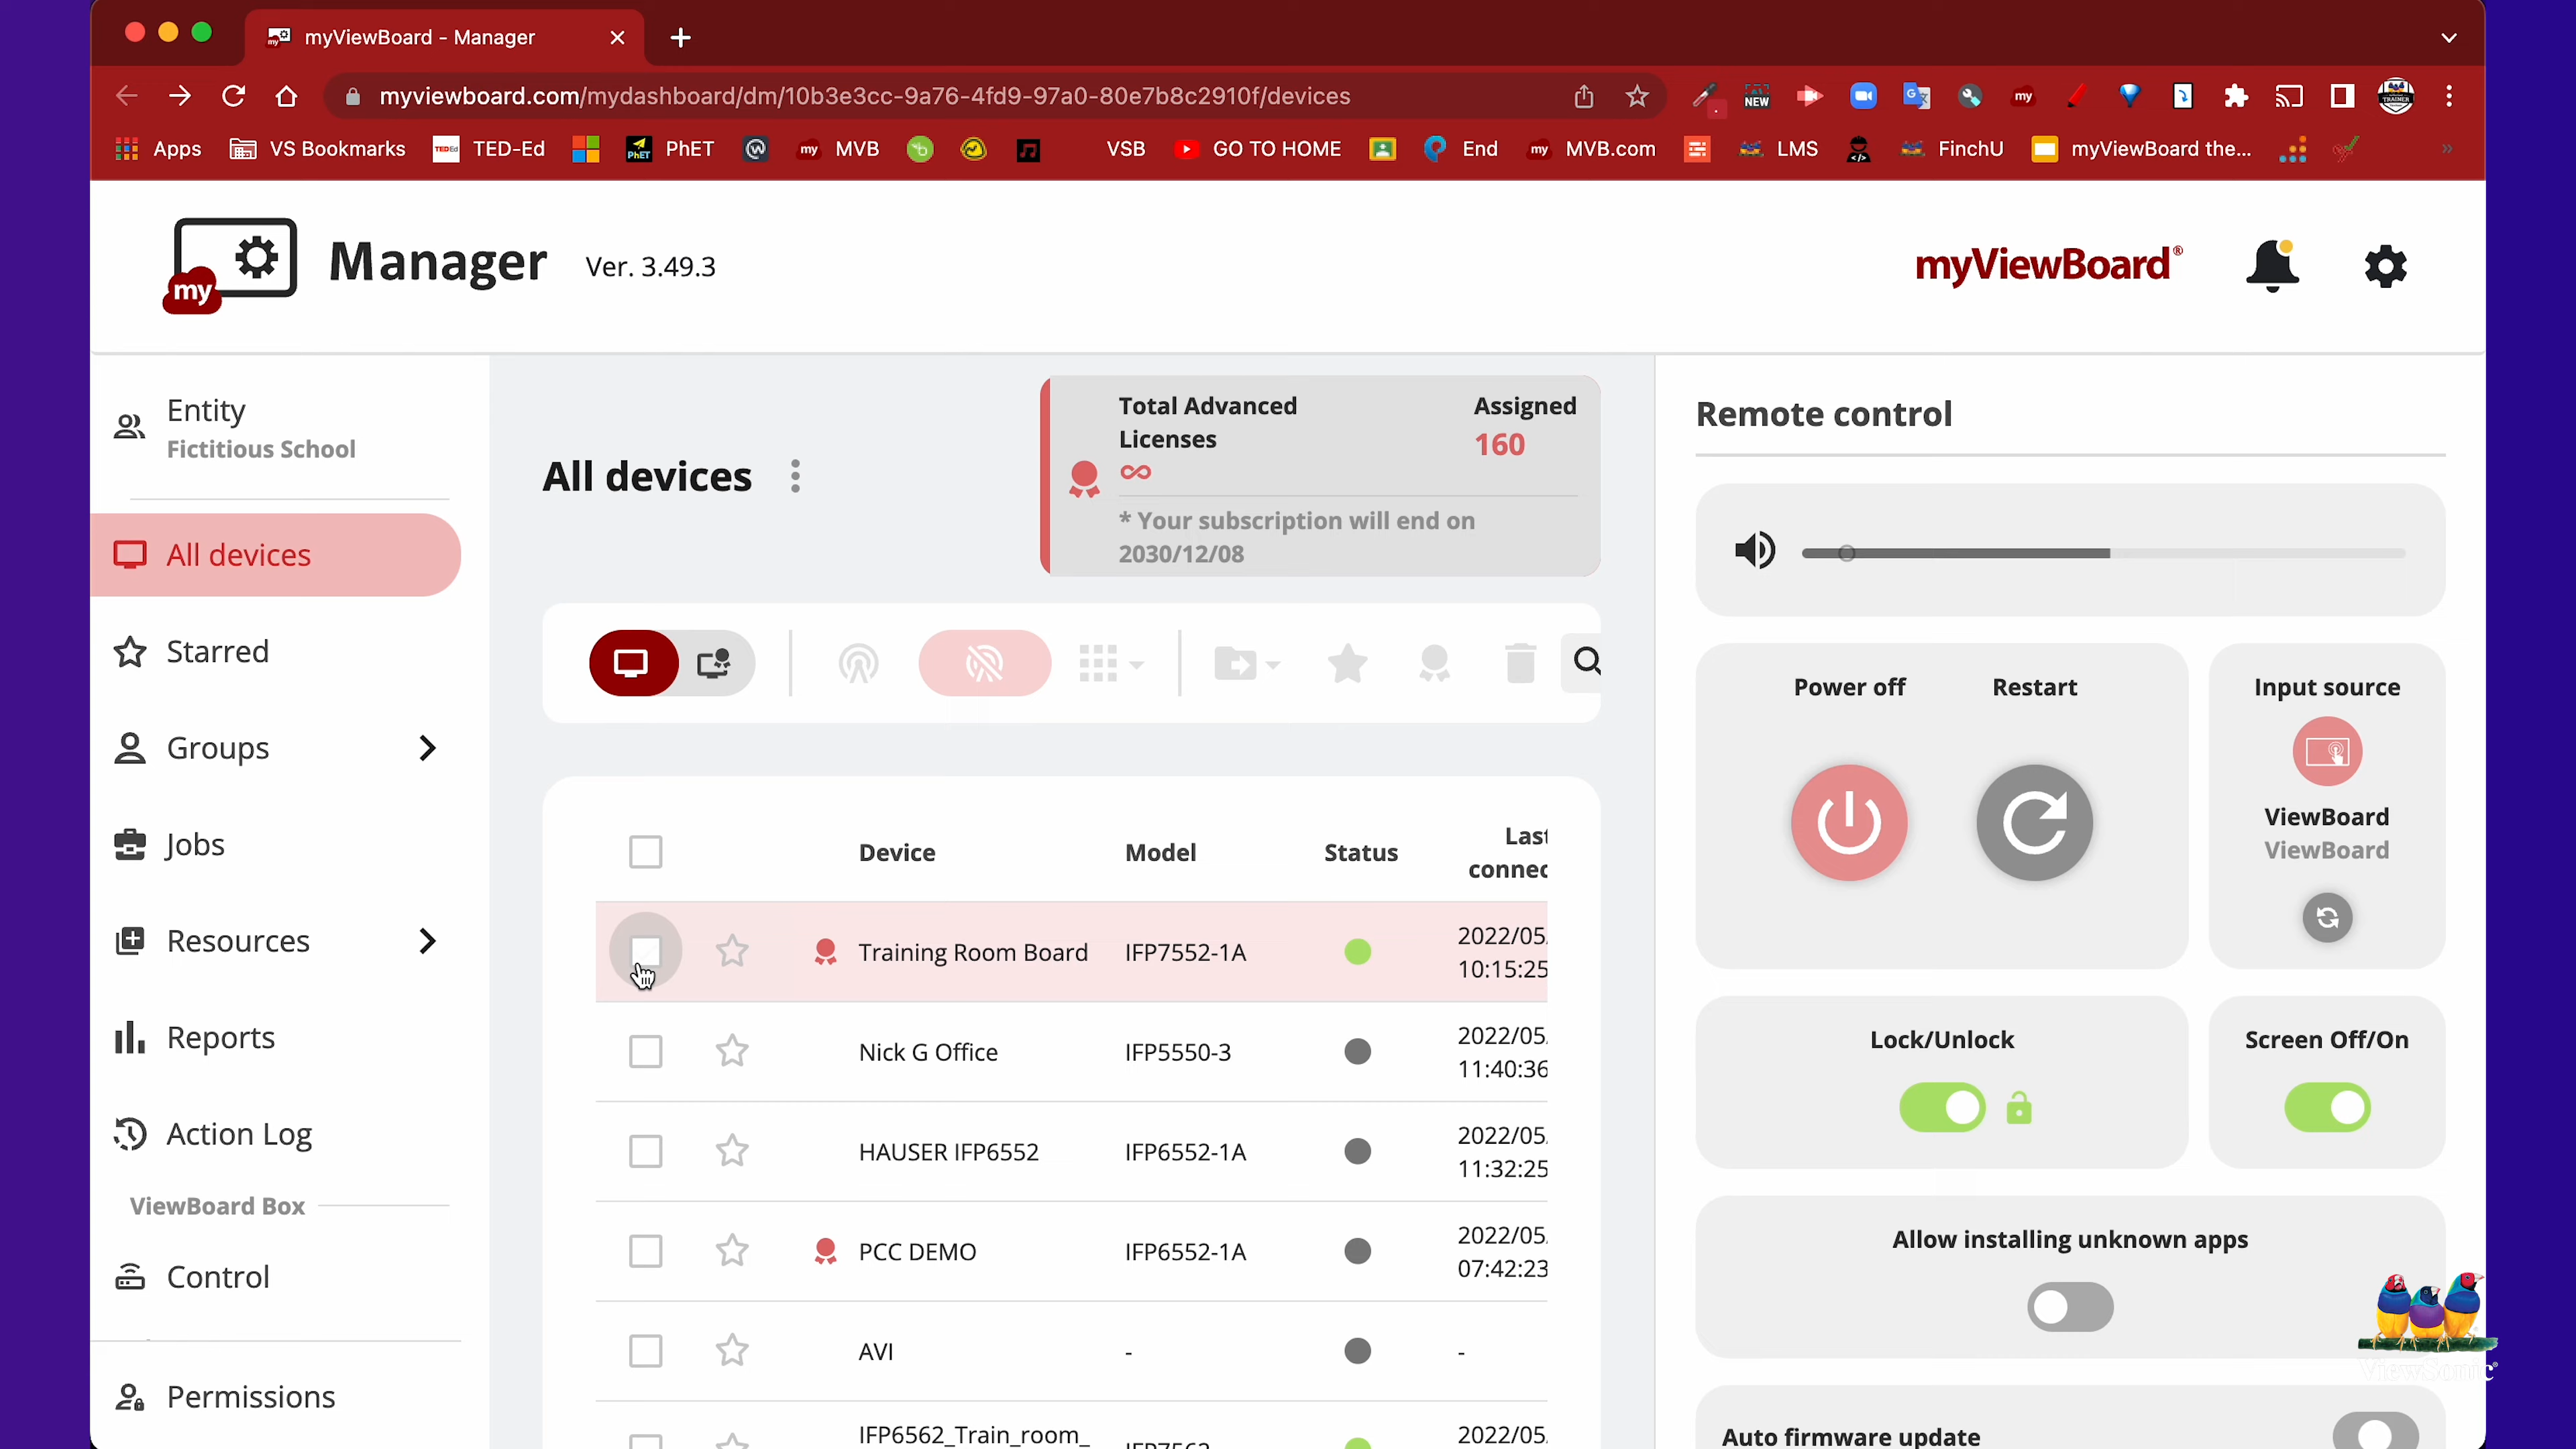 myViewBoard - Manager
myviewboard.com/mydashboard/dm/10b3e3cc-9a76-4fd9-97a0-80e7b8c2910f/devices
NEW
my
TRAINER
Apps
VS Bookmarks
TED-Ed
PhET
my MVB
VSB
GO TO HOME
End
my MVB.com
LMS
FinchU
myViewBoard the...
my
Manager
Ver. 3.49.3
myViewBoard®
Entity
Fictitious School
All devices
Starred
Groups
Jobs
Resources
Reports
Action Log
ViewBoard Box
Control
Permissions
All devices
Total Advanced
Licenses
∞
Assigned
160
* Your subscription will end on
2030/12/08
Device Model Status Last
connec
Training Room Board IFP7552-1A 2022/05
10:15:25
Nick G Office IFP5550-3 2022/05
11:40:36
HAUSER IFP6552 IFP6552-1A 2022/05
11:32:25
PCC DEMO IFP6552-1A 2022/05
07:42:23
AVI - -
IFP6562_Train_room_ 2022/05
Remote control
Power off
Restart
Input source
ViewBoard
ViewBoard
Lock/Unlock
Screen Off/On
Allow installing unknown apps
Auto firmware update
ViewSonic®